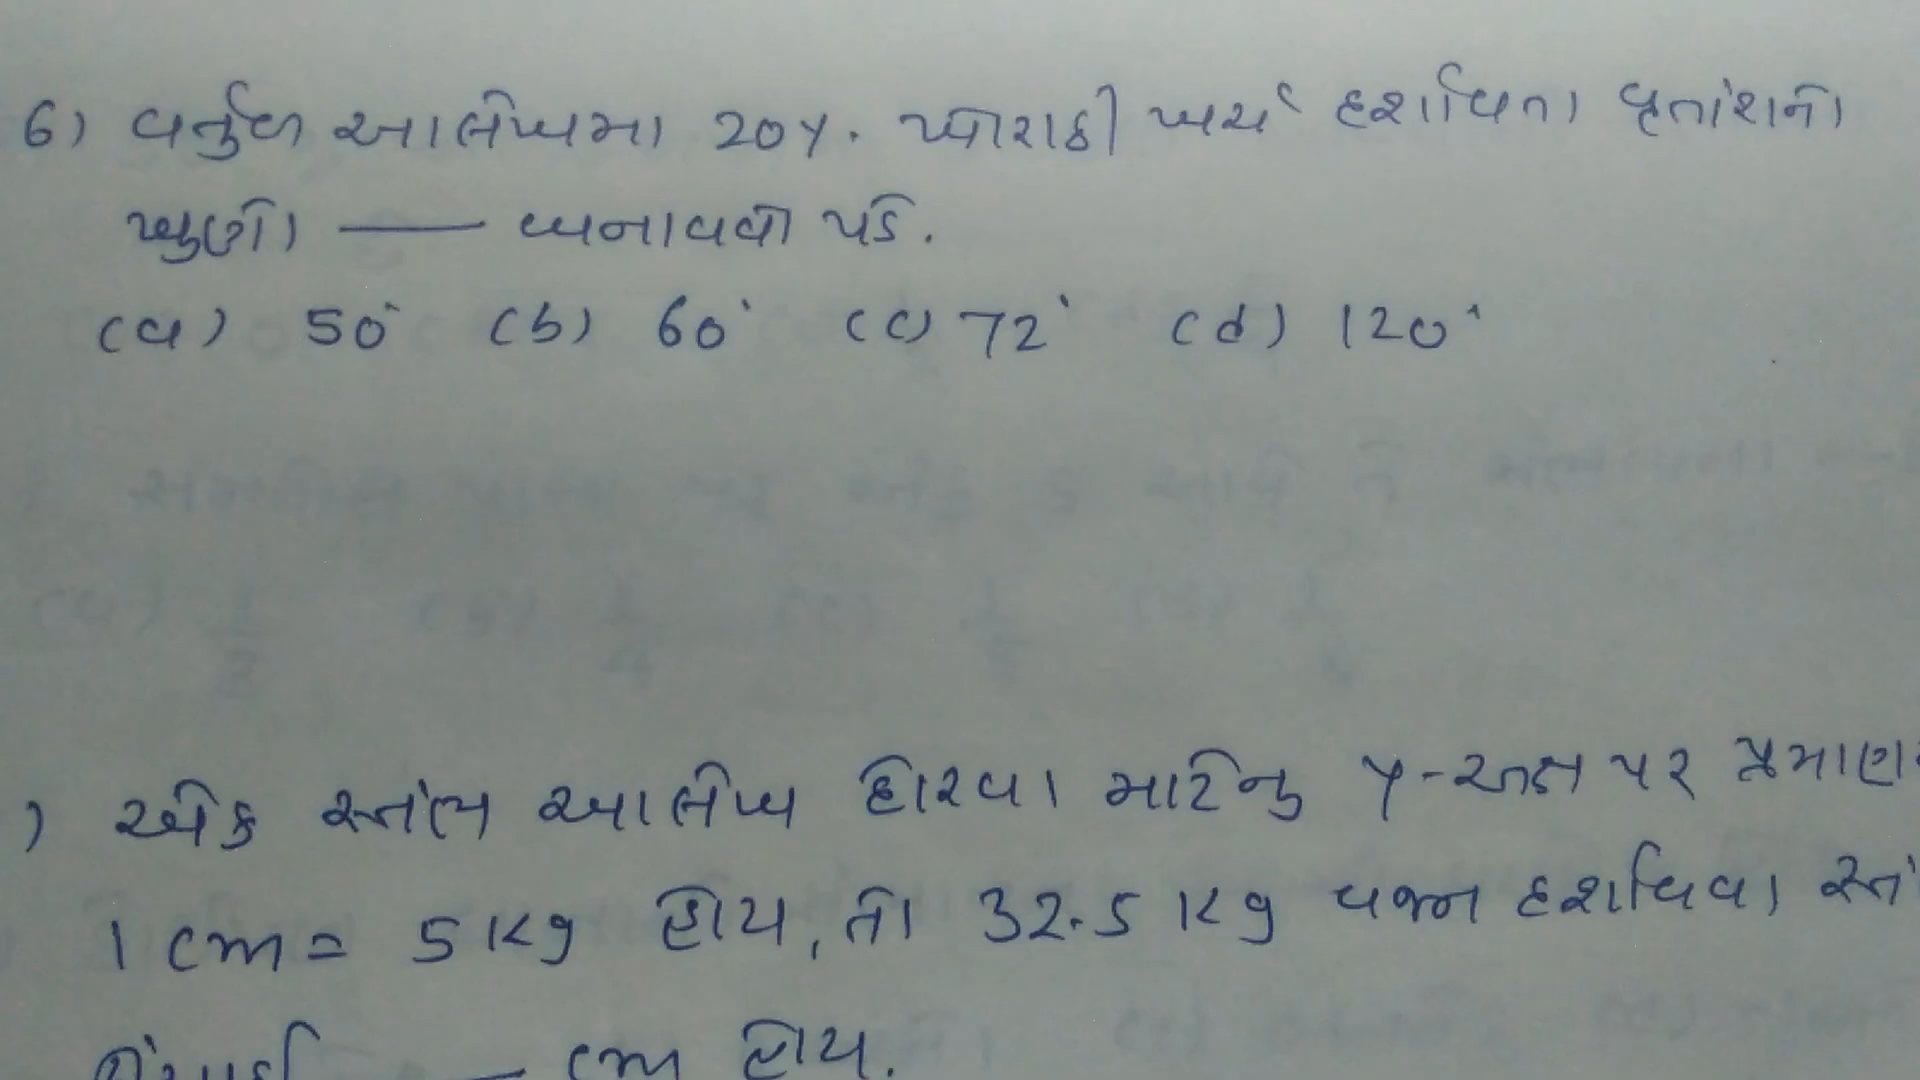 6) વર્તુળ આલેખમા 20%. ખોરાકી ખર્ચ દર્શાવતા વૃતાંશનો
ખુણો — બનાવવો પડે.
(a) 50° (b) 60° (c) 72° (d) 120°
) એક સ્તંભ આલેખ દોરવા માટેનુ y-અક્ષ પર પ્રમાણ
1 cm = 5 Kg હોય, તો 32.5 Kg વજન દર્શાવવા સ્તં
— cm હોય.